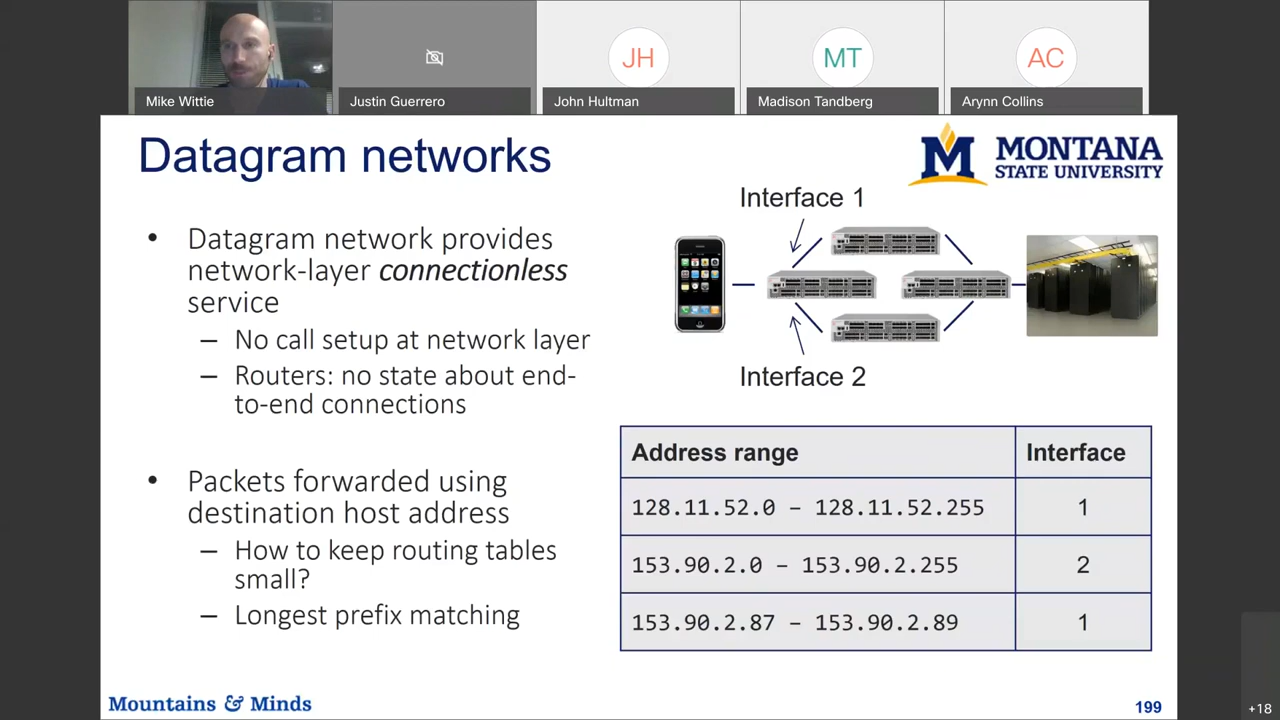 Mike Wittie
Justin Guerrero
JH
John Hultman
MT
Madison Tandberg
AC
Arynn Collins
Datagram networks
M
MONTANA
STATE UNIVERSITY
• Datagram network provides
network-layer connectionless
service
– No call setup at network layer
– Routers: no state about end-
to-end connections
• Packets forwarded using
destination host address
– How to keep routing tables
small?
– Longest prefix matching
Interface 1
Interface 2
Address range Interface
128.11.52.0 – 128.11.52.255 1
153.90.2.0 – 153.90.2.255 2
153.90.2.87 – 153.90.2.89 1
Mountains & Minds
199
+18